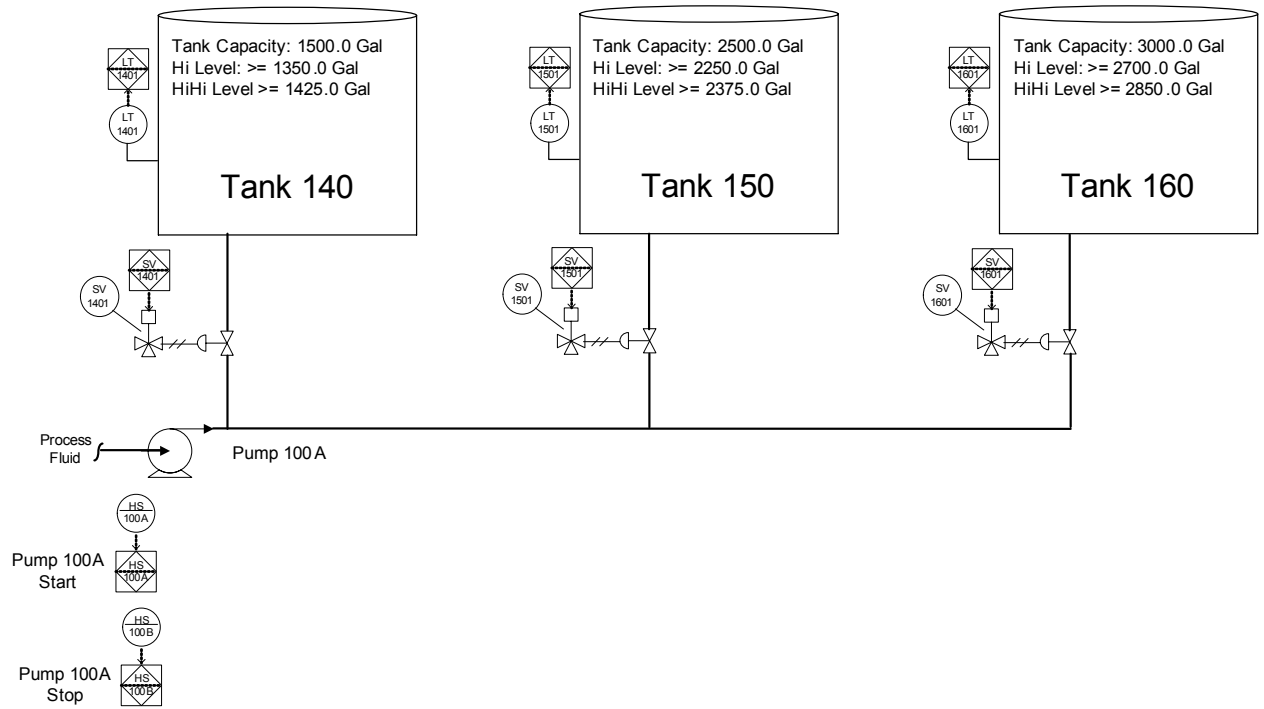 Tank Capacity: 1500.0 Gal
Hi Level: >= 1350.0 Gal
HiHi Level >= 1425.0 Gal
LT
1401
LT
1401
Tank 140
Tank Capacity: 2500.0 Gal
Hi Level: >= 2250.0 Gal
HiHi Level >= 2375.0 Gal
LT
1501
LT
1501
Tank 150
Tank Capacity: 3000.0 Gal
Hi Level: >= 2700.0 Gal
HiHi Level >= 2850.0 Gal
LT
1601
LT
1601
Tank 160
SV
1401
SV
1401
SV
1501
SV
1501
SV
1601
SV
1601
Process
Fluid
Pump 100A
HS
100A
Pump 100A
Start
HS
100A
HS
100B
Pump 100A
Stop
HS
100B